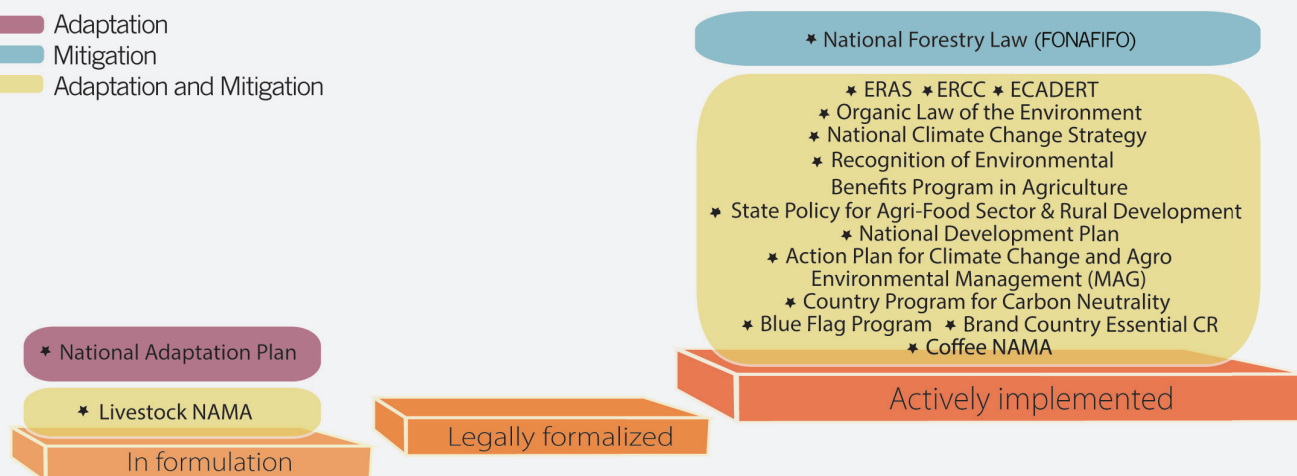 Adaptation
Mitigation
Adaptation and Mitigation
★ National Forestry Law (FONAFIFO)
★ ERAS ★ ERCC ★ ECADERT
★ Organic Law of the Environment
★ National Climate Change Strategy
★ Recognition of Environmental
Benefits Program in Agriculture
★ State Policy for Agri-Food Sector & Rural Development
★ National Development Plan
★ Action Plan for Climate Change and Agro
Environmental Management (MAG)
★ Country Program for Carbon Neutrality
★ Blue Flag Program ★ Brand Country Essential CR
★ Coffee NAMA
★ National Adaptation Plan
★ Livestock NAMA
In formulation
Legally formalized
Actively implemented